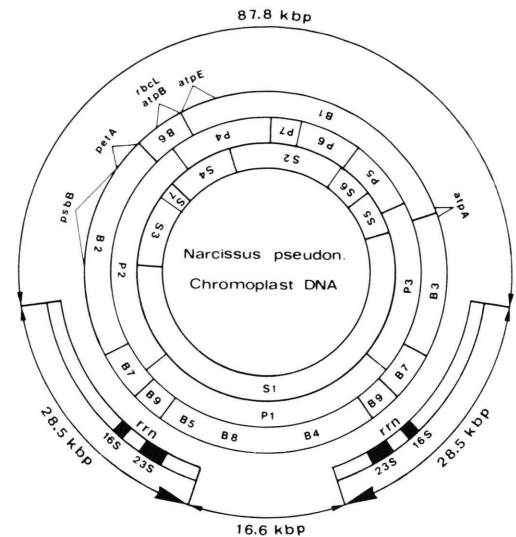 87.8 kbp
rbcL
atpB
atpE
petA
psbB
atpA
B1
B6
P4
P7
P6
P5
S2
S4
S7
S6
S5
S3
B2
P2
P3
B3
Narcissus pseudon.
Chromoplast DNA
S1
P1
B7
B9
B5
B8
B4
B9
B7
rrn
16S
23S
rrn
16S
23S
28.5 kbp
28.5 kbp
16.6 kbp